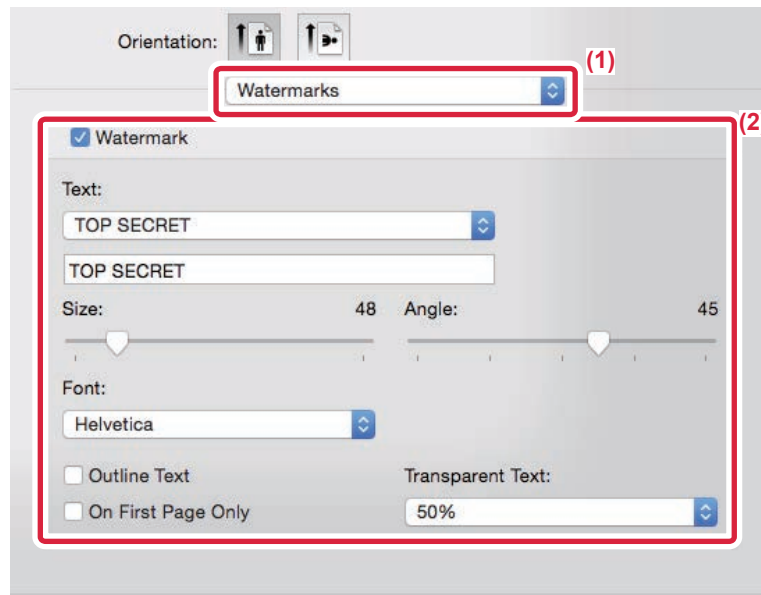 Orientation:
(1)
Watermarks
(2
Watermark
Text:
TOP SECRET
TOP SECRET
Size: 48 Angle: 45
Font:
Helvetica
Outline Text Transparent Text:
On First Page Only 50%